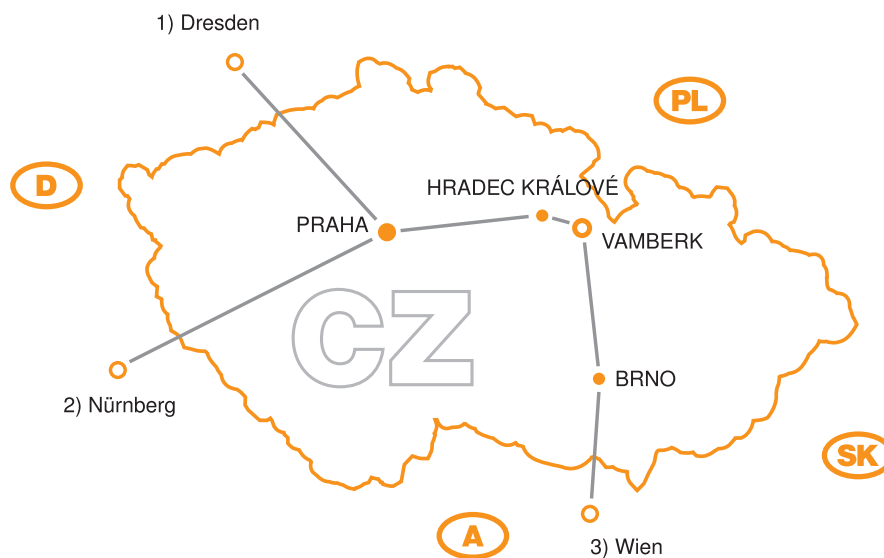 1) Dresden
PL
D
HRADEC KRÁLOVÉ
PRAHA
VAMBERK
CZ
BRNO
2) Nürnberg
SK
A
3) Wien